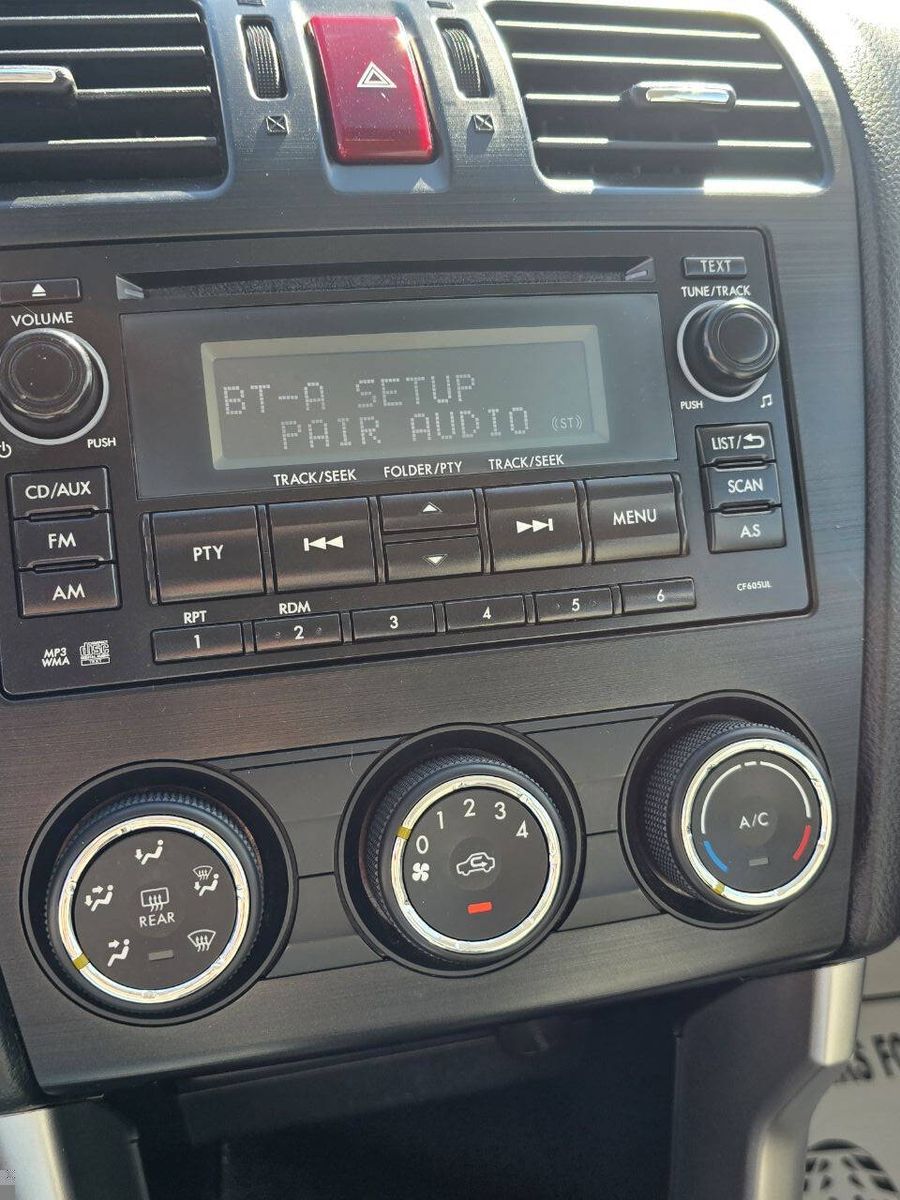 TEXT
TUNE/TRACK
VOLUME
BT-A SETUP
PAIR AUDIO (ST)
PUSH
PUSH
TRACK/SEEK FOLDER/PTY TRACK/SEEK
LIST/
CD/AUX
SCAN
FM
PTY
MENU
A.S
AM
CF605UL
RPT RDM
1 2 3 4 5 6
MP3
WMA
disc
0 1 2 3 4
A/C
REAR